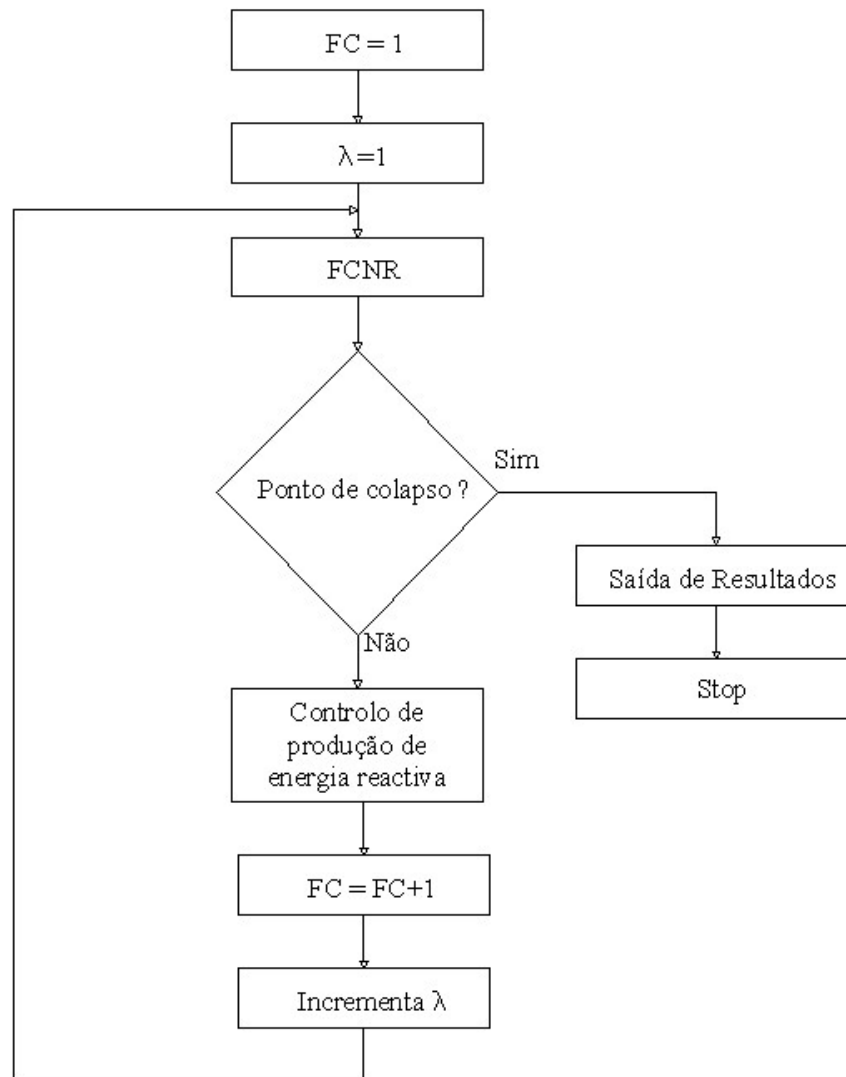 FC = 1
λ=1
FCNR
Ponto de colapso ?
Sim
Saída de Resultados
Stop
Não
Controlo de
produção de
energia reactiva
FC = FC+1
Incrementa λ